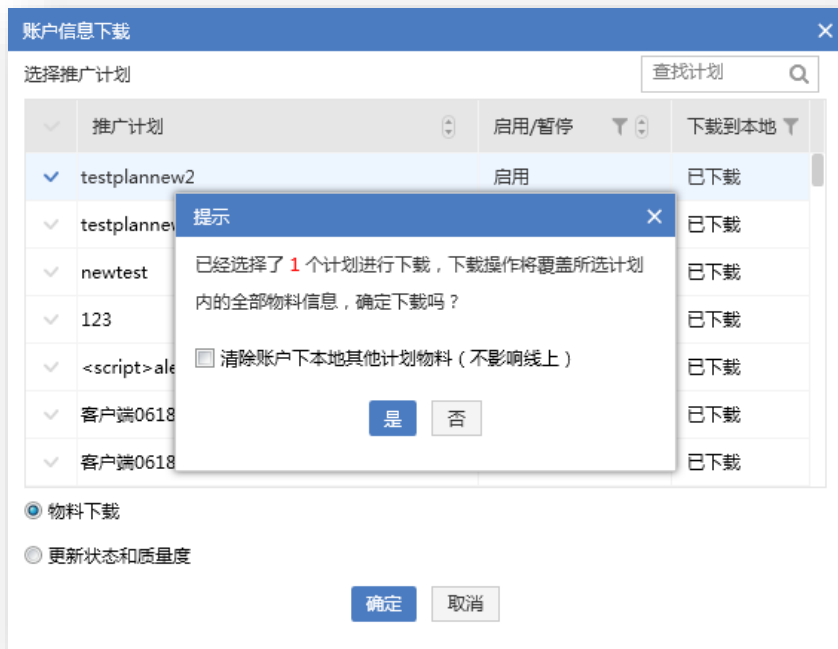 账户信息下载
选择推广计划
查找计划
推广计划 启用/暂停 下载到本地
testplannew2 启用 已下载
testplannew 已下载
newtest 已下载
123 已下载
<script>ale 已下载
客户端0618 已下载
客户端0618 已下载
提示
已经选择了 1 个计划进行下载，下载操作将覆盖所选计划
内的全部物料信息，确定下载吗？
清除账户下本地其他计划物料（不影响线上）
是 否
物料下载
更新状态和质量度
确定 取消